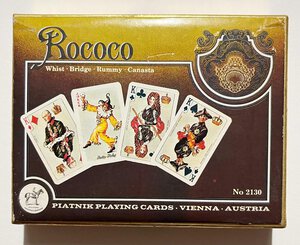 Rococo
Whist · Bridge · Rummy · Canasta
K
K
K
No 2130
PIATNIK PLAYING CARDS · VIENNA · AUSTRIA